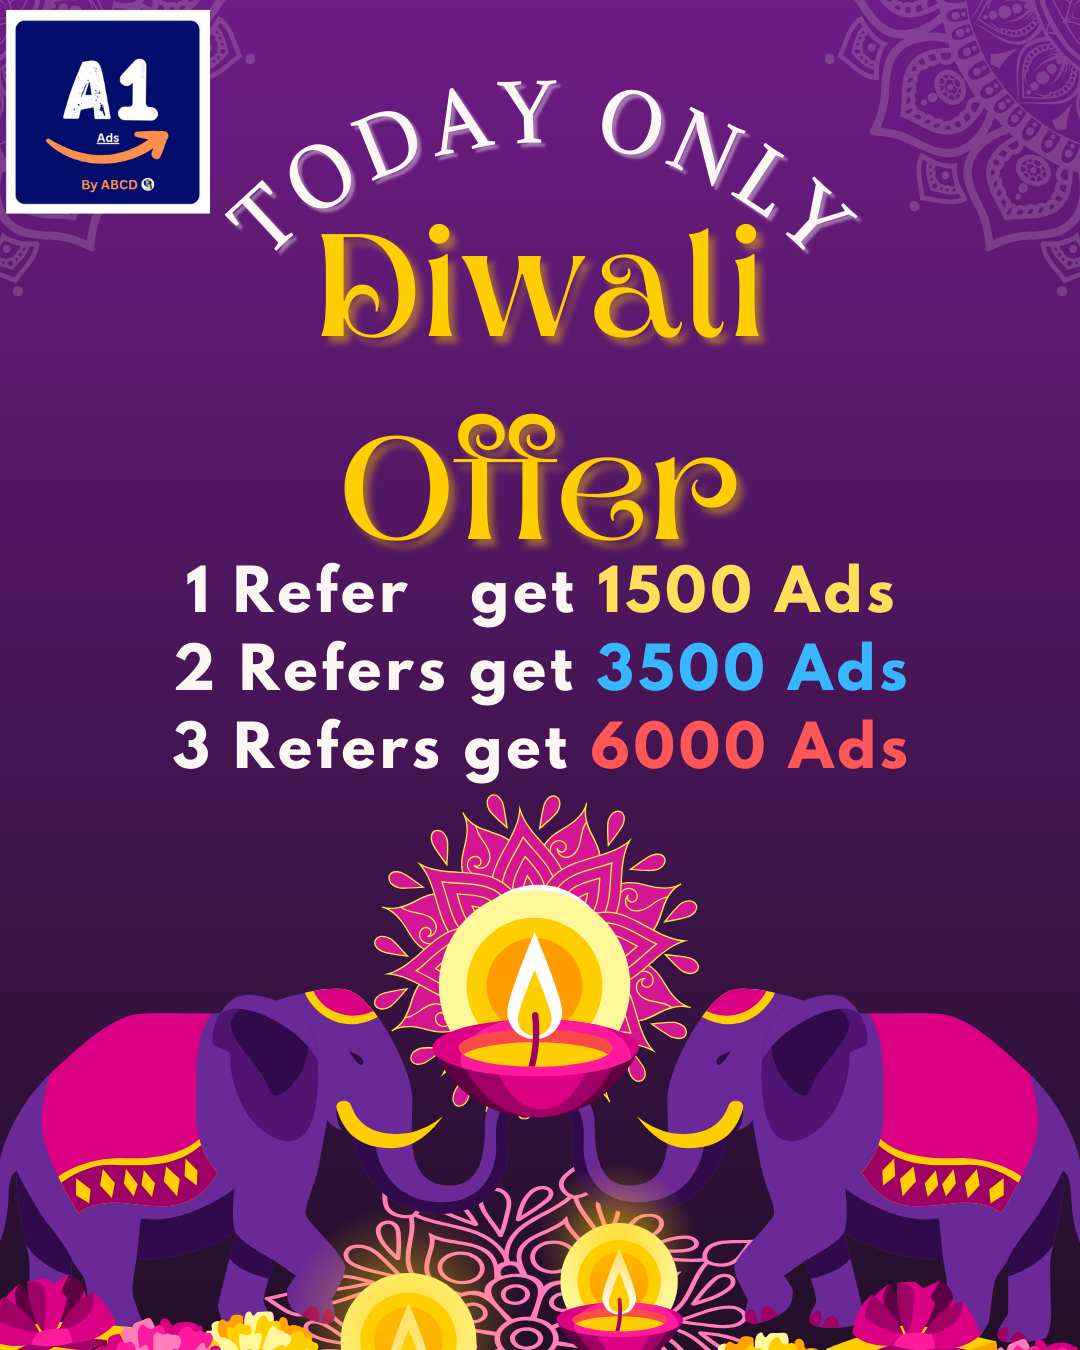 A1
Ads
By ABCD
TODAY ONLY
Diwali
Offer
1 Refer get 1500 Ads
2 Refers get 3500 Ads
3 Refers get 6000 Ads